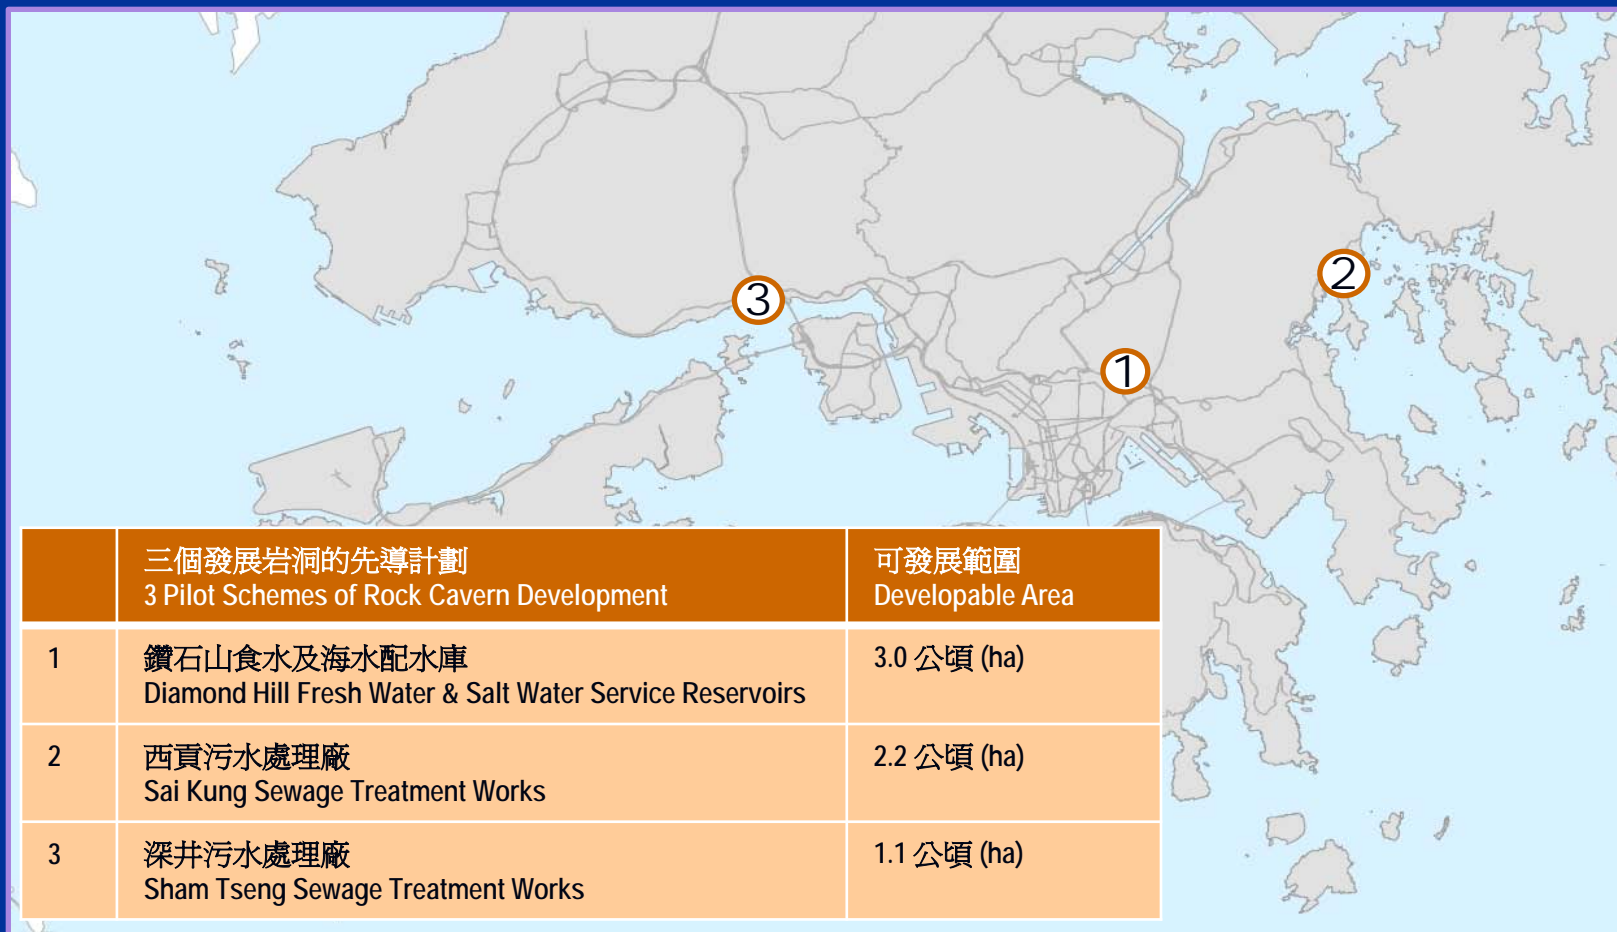 3
2
1
三個發展岩洞的先導計劃
3 Pilot Schemes of Rock Cavern Development
可發展範圍
Developable Area
1
鑽石山食水及海水配水庫
Diamond Hill Fresh Water & Salt Water Service Reservoirs
3.0 公頃 (ha)
2
西貢污水處理廠
Sai Kung Sewage Treatment Works
2.2 公頃 (ha)
3
深井污水處理廠
Sham Tseng Sewage Treatment Works
1.1 公頃 (ha)